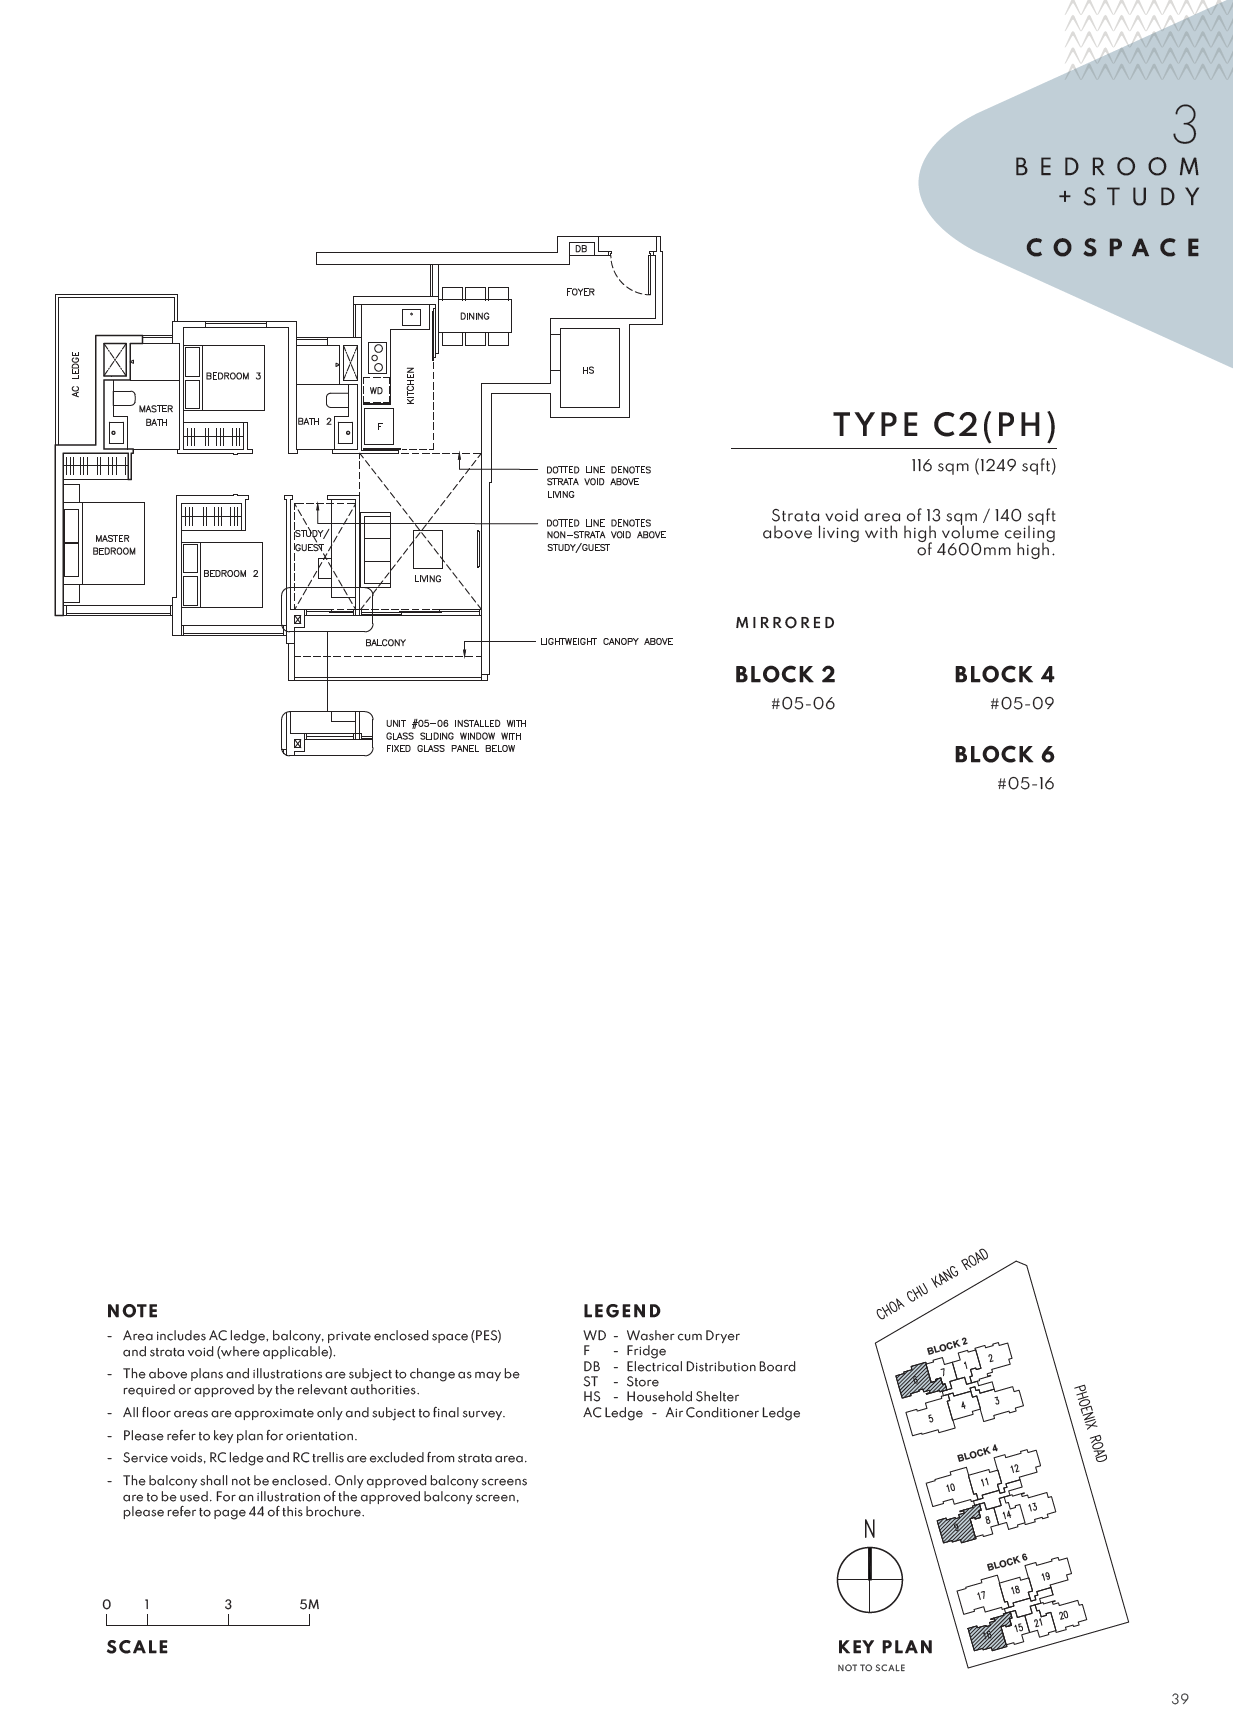 3
BEDROOM
+STUDY
COSPACE
DB
FOYER
DINING
HS
AC LEDGE
BEDROOM 3
WD
KITCHEN
MASTER
BATH
BATH 2
F
DOTTED LINE DENOTES
STRATA VOID ABOVE
LIVING
DOTTED LINE DENOTES
NON-STRATA VOID ABOVE
STUDY/GUEST
STUDY/
GUEST
MASTER
BEDROOM
BEDROOM 2
LIVING
BALCONY
LIGHTWEIGHT CANOPY ABOVE
UNIT #05-06 INSTALLED WITH
GLASS SLIDING WINDOW WITH
FIXED GLASS PANEL BELOW
TYPE C2(PH)
116 sqm (1249 sqft)
Strata void area of 13 sqm / 140 sqft
above living with high volume ceiling
of 4600mm high.
MIRRORED
BLOCK 2
#05-06
BLOCK 4
#05-09
BLOCK 6
#05-16
NOTE
- Area includes AC ledge, balcony, private enclosed space (PES)
and strata void (where applicable).
- The above plans and illustrations are subject to change as may be
required or approved by the relevant authorities.
- All floor areas are approximate only and subject to final survey.
- Please refer to key plan for orientation.
- Service voids, RC ledge and RC trellis are excluded from strata area.
- The balcony shall not be enclosed. Only approved balcony screens
are to be used. For an illustration of the approved balcony screen,
please refer to page 44 of this brochure.
LEGEND
WD - Washer cum Dryer
F - Fridge
DB - Electrical Distribution Board
ST - Store
HS - Household Shelter
AC Ledge - Air Conditioner Ledge
0 1 3 5M
SCALE
CHOA CHU KANG ROAD
PHOENIX ROAD
BLOCK 2
6 7 1 2
5 4 3
BLOCK 4
10 11 12
9 8 14 13
BLOCK 6
17 18 19
16 15 21 20
N
KEY PLAN
NOT TO SCALE
39